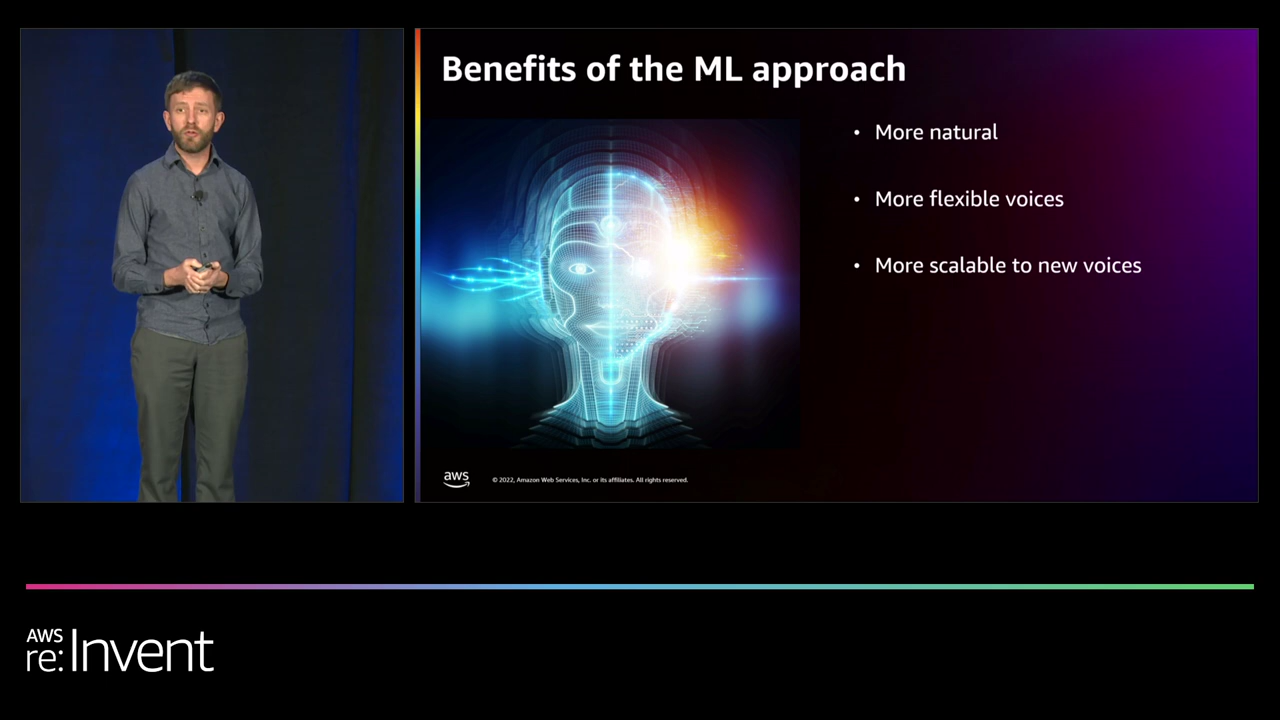 Benefits of the ML approach
• More natural
• More flexible voices
• More scalable to new voices
aws
© 2022, Amazon Web Services, Inc. or its affiliates. All rights reserved.
AWS
re:Invent